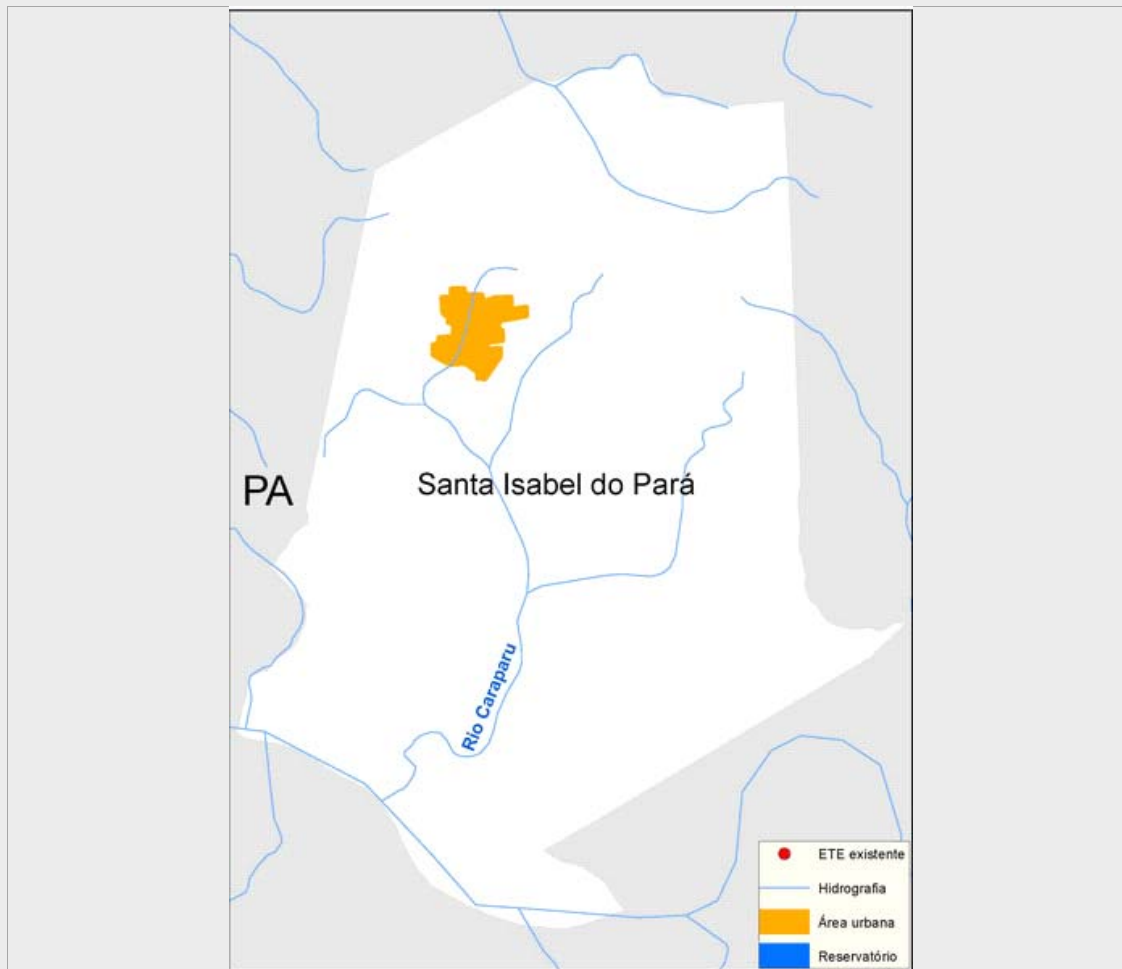 PA
Santa Isabel do Pará
Rio Caraparu
ETE existente
Hidrografia
Área urbana
Reservatório